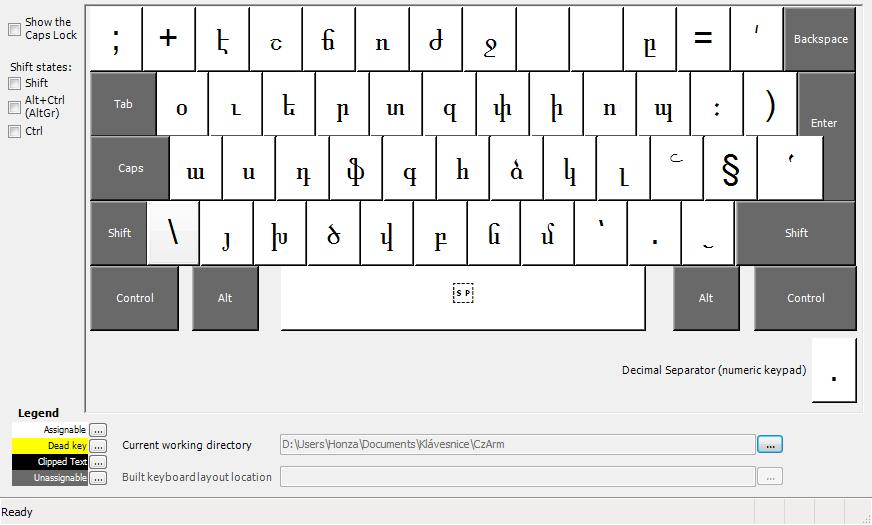 Show the
Caps Lock
Shift states:
Shift
Alt+Ctrl
(AltGr)
Ctrl
; + է շ ճ ռ ժ ջ ը = ՛ Backspace
Tab օ ւ ե ր տ զ փ ի ո պ ։ ) Enter
Caps ա ս դ ֆ գ հ ձ կ լ §
Shift \ յ խ ծ վ բ ն մ ՝ . Shift
Control Alt SP Alt Control
Decimal Separator (numeric keypad) .
Legend
Assignable ...
Dead key ...
Clipped Text ...
Unassignable ...
Current working directory D:\Users\Honza\Documents\Klávesnice\CzArm ...
Built keyboard layout location ...
Ready